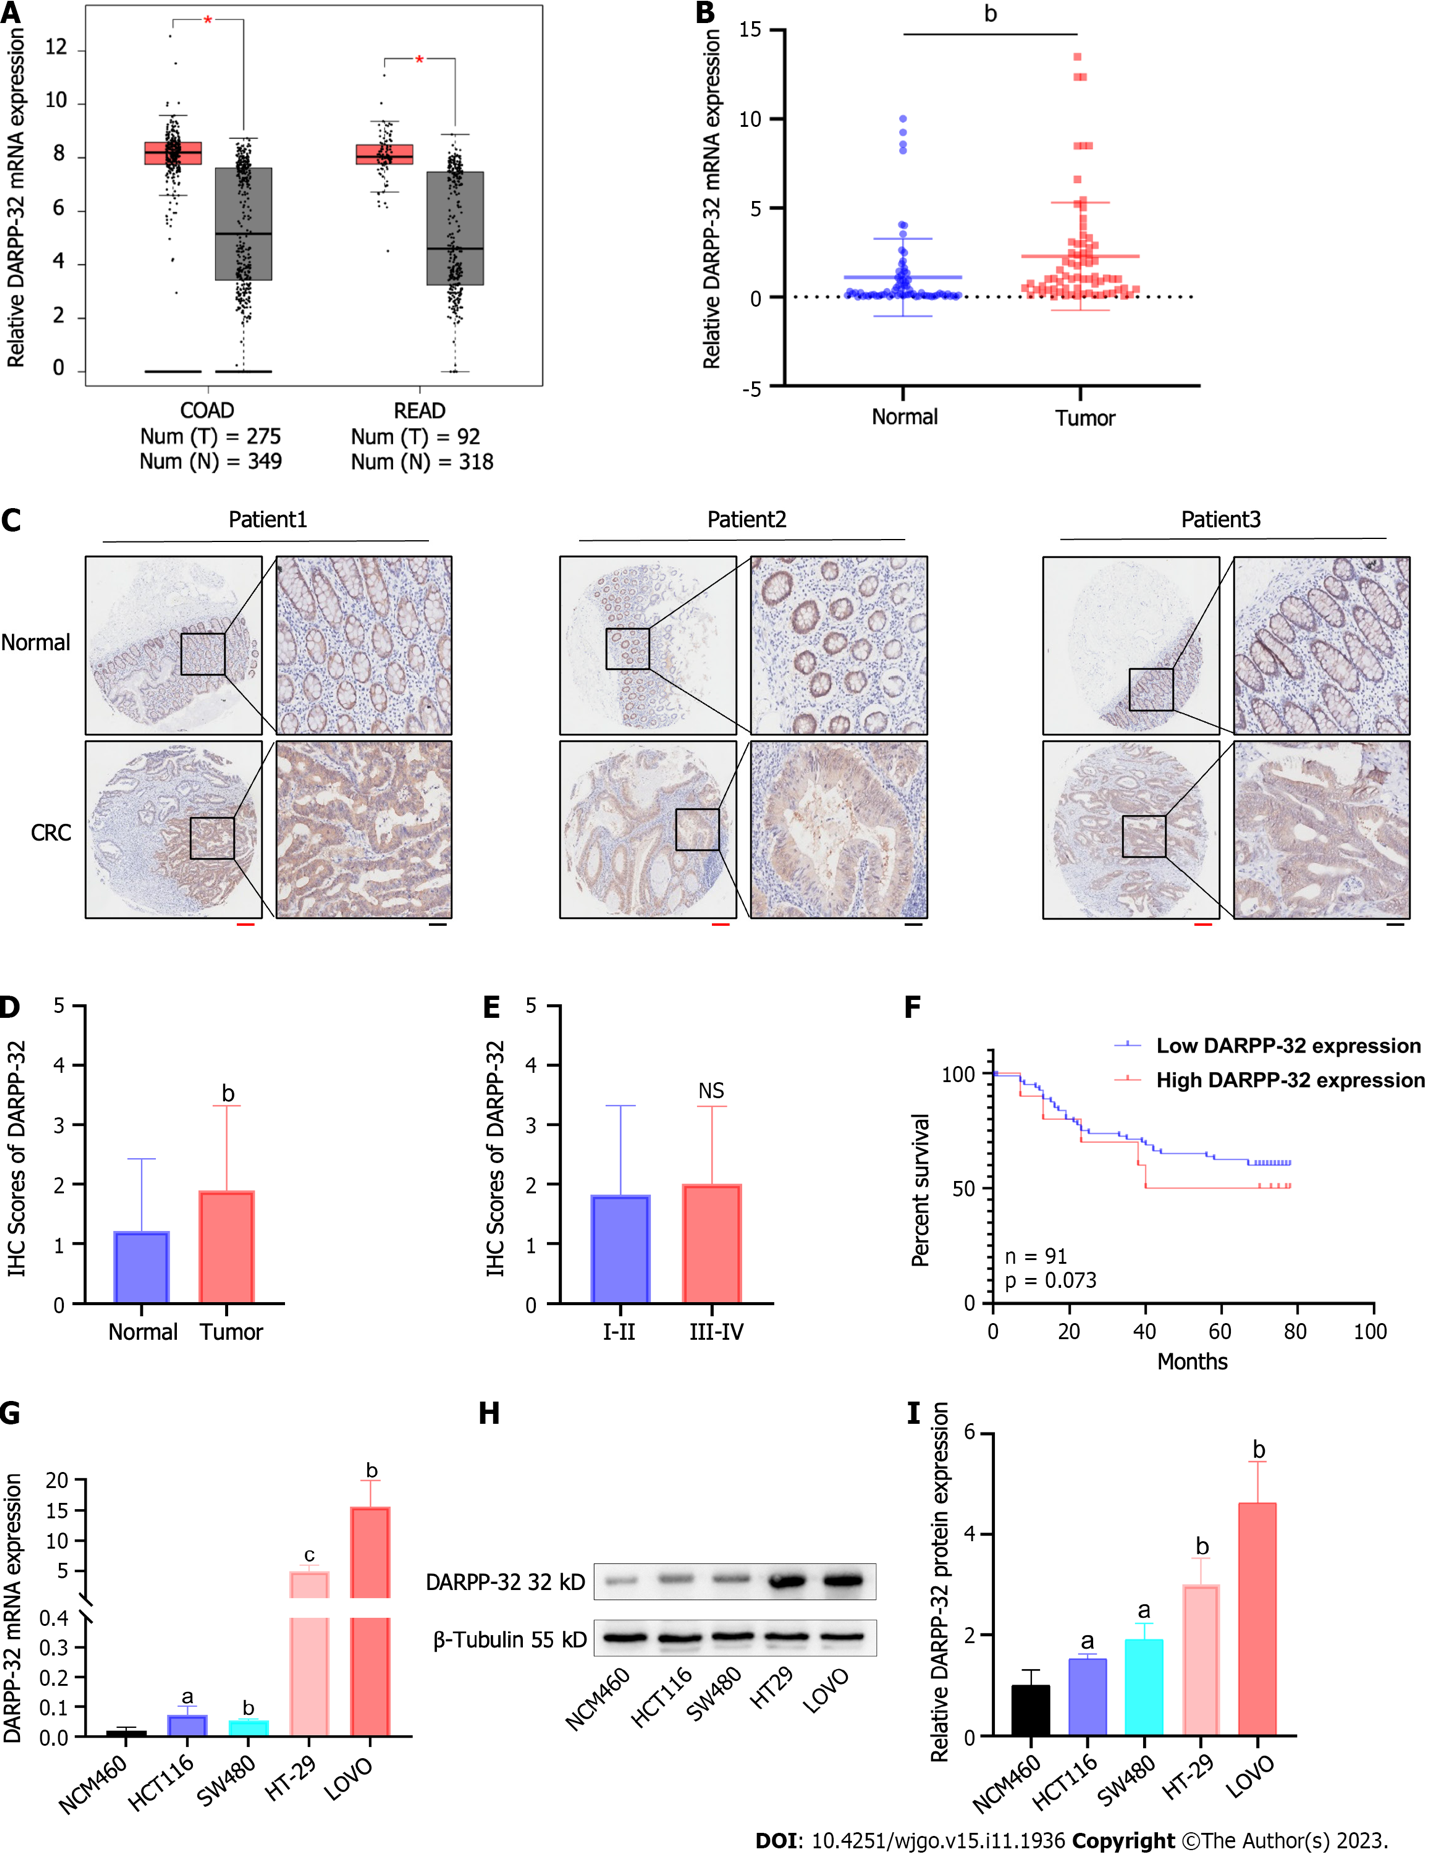 A
Relative DARPP-32 mRNA expression
12
10
8
6
4
2
0
*
*
COAD
Num (T) = 275
Num (N) = 349
READ
Num (T) = 92
Num (N) = 318
B
Relative DARPP-32 mRNA expression
15
10
5
0
-5
b
Normal
Tumor
C
Patient1
Patient2
Patient3
Normal
CRC
D
IHC Scores of DARPP-32
5
4
3
2
1
0
b
Normal
Tumor
E
IHC Scores of DARPP-32
5
4
3
2
1
0
NS
I-II
III-IV
F
Low DARPP-32 expression
High DARPP-32 expression
Percent survival
100
50
0
n = 91
p = 0.073
0 20 40 60 80 100
Months
G
DARPP-32 mRNA expression
20
15
10
5
0.4
0.3
0.2
0.1
0.0
a
b
c
b
NCM460
HCT116
SW480
HT-29
LOVO
H
DARPP-32 32 kD
β-Tubulin 55 kD
NCM460
HCT116
SW480
HT29
LOVO
I
Relative DARPP-32 protein expression
6
4
2
0
a
a
b
b
NCM460
HCT116
SW480
HT-29
LOVO
DOI: 10.4251/wjgo.v15.i11.1936 Copyright ©The Author(s) 2023.